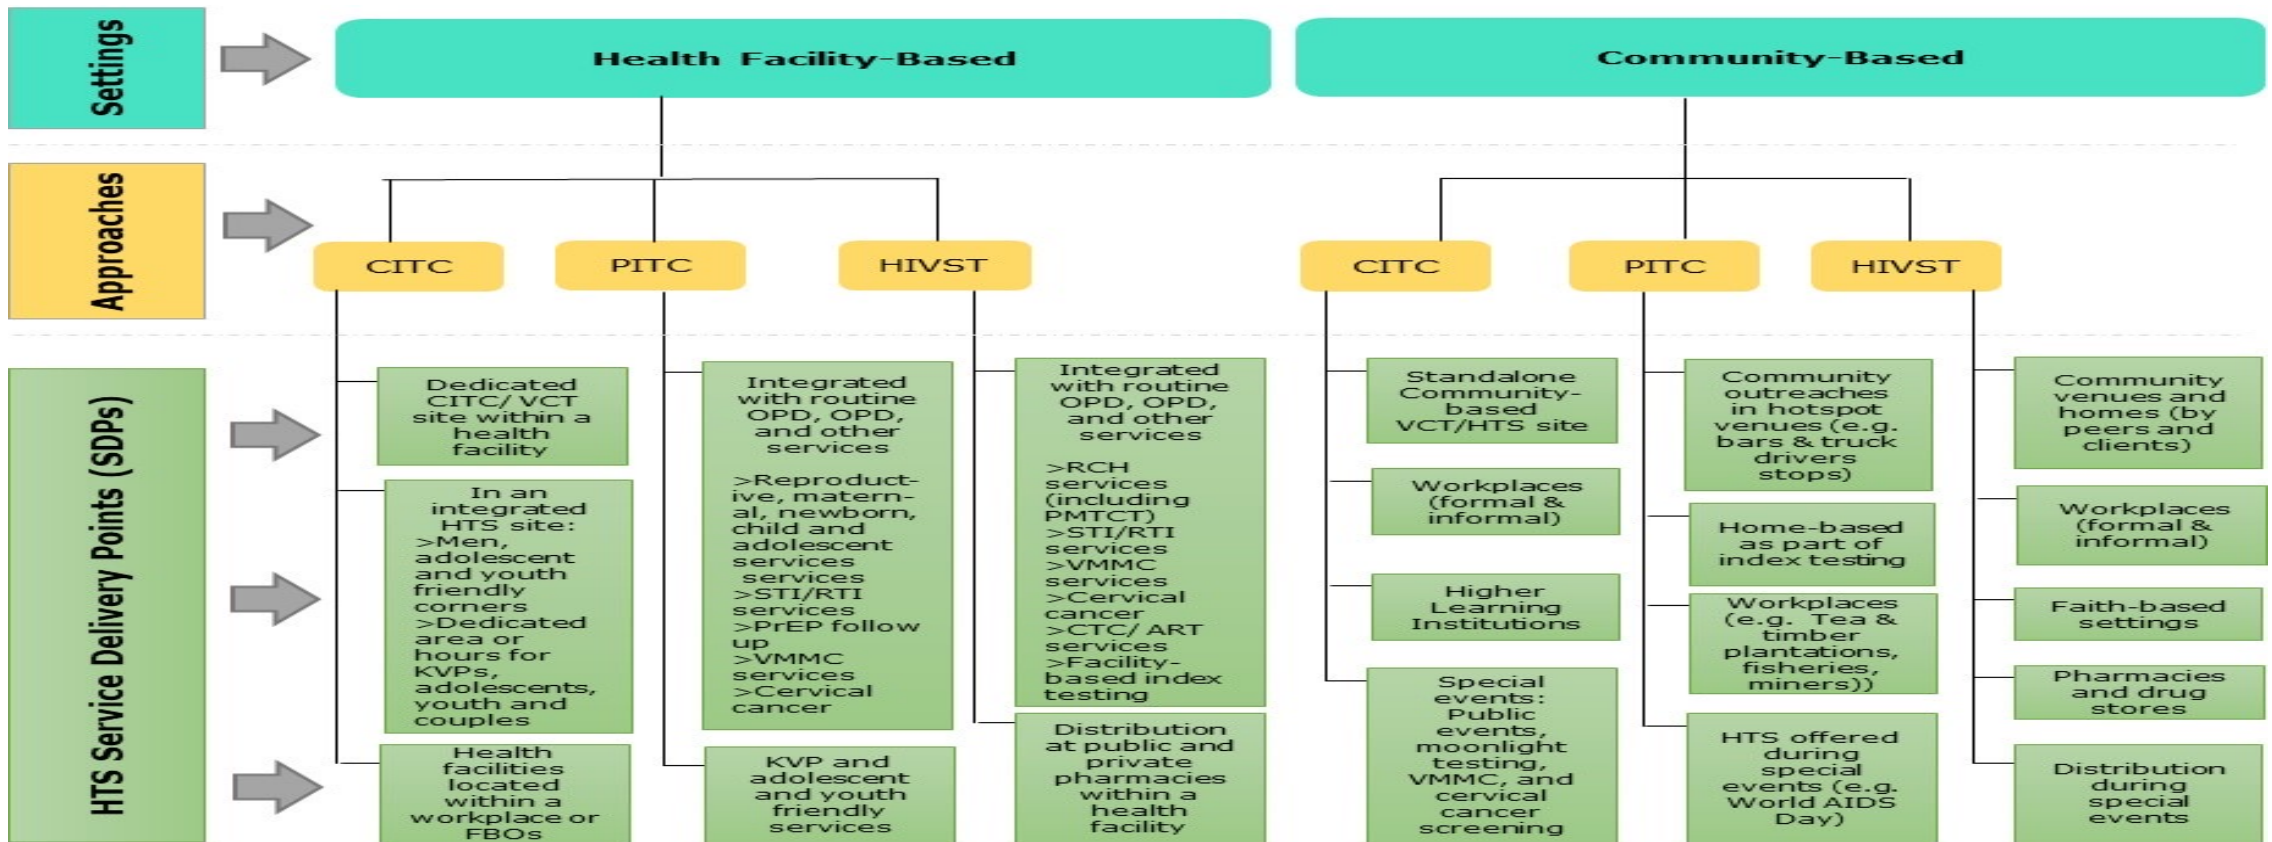 Settings
Health Facility-Based
Community-Based
Approaches
CITC
PITC
HIVST
CITC
PITC
HIVST
HTS Service Delivery Points (SDPs)
Dedicated
CITC/ VCT
site within a
health
facility
In an
integrated
HTS site:
>Men,
adolescent
and youth
friendly
corners
>Dedicated
area or
hours for
KVPs,
adolescents,
youth and
couples
Health
facilities
located
within a
workplace or
FBOs
Integrated
with routine
OPD, OPD,
and other
services
>Reproduct-
ive, matern-
al, newborn,
child and
adolescent
services
services
>STI/RTI
services
>PrEP follow
up
>VMMC
services
>Cervical
cancer
KVP and
adolescent
and youth
friendly
services
Integrated
with routine
OPD, OPD,
and other
services
>RCH
services
(including
PMTCT)
>STI/RTI
services
>VMMC
services
>Cervical
cancer
>CTC/ ART
services
>Facility-
based index
testing
Distribution
at public and
private
pharmacies
within a
health
facility
Standalone
Community-
based
VCT/HTS site
Workplaces
(formal &
informal)
Higher
Learning
Institutions
Special
events:
Public
events,
moonlight
testing,
VMMC, and
cervical
cancer
screening
Community
outreaches
in hotspot
venues (e.g.
bars & truck
drivers
stops)
Home-based
as part of
index testing
Workplaces
(e.g. Tea &
timber
plantations,
fisheries,
miners))
HTS offered
during
special
events (e.g.
World AIDS
Day)
Community
venues and
homes (by
peers and
clients)
Workplaces
(formal &
informal)
Faith-based
settings
Pharmacies
and drug
stores
Distribution
during
special
events